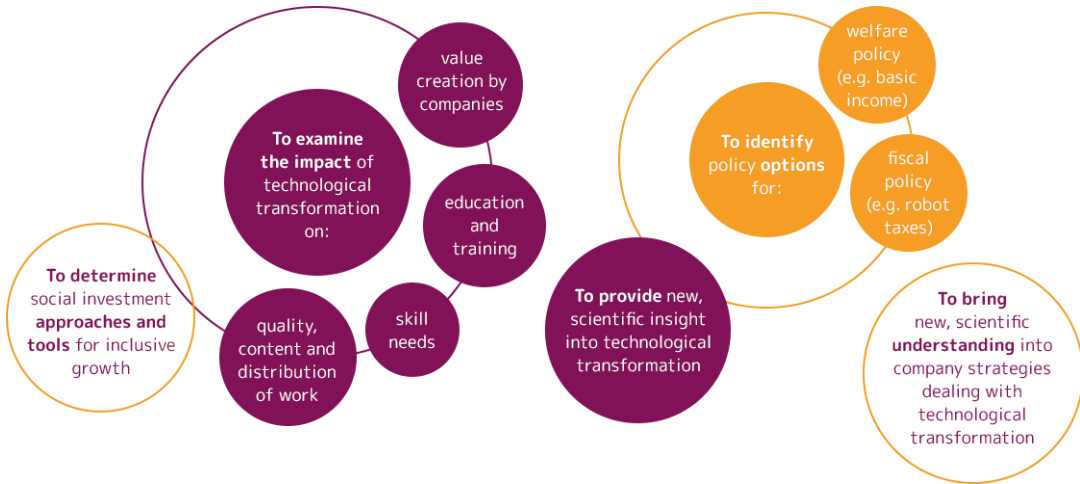 To examine
the impact of
technological
transformation
on:
value
creation by
companies
education
and
training
skill
needs
quality,
content and
distribution
of work
To determine
social investment
approaches and
tools for inclusive
growth
To identify
policy options
for:
welfare
policy
(e.g. basic
income)
fiscal
policy
(e.g. robot
taxes)
To provide new,
scientific insight
into technological
transformation
To bring
new, scientific
understanding into
company strategies
dealing with
technological
transformation